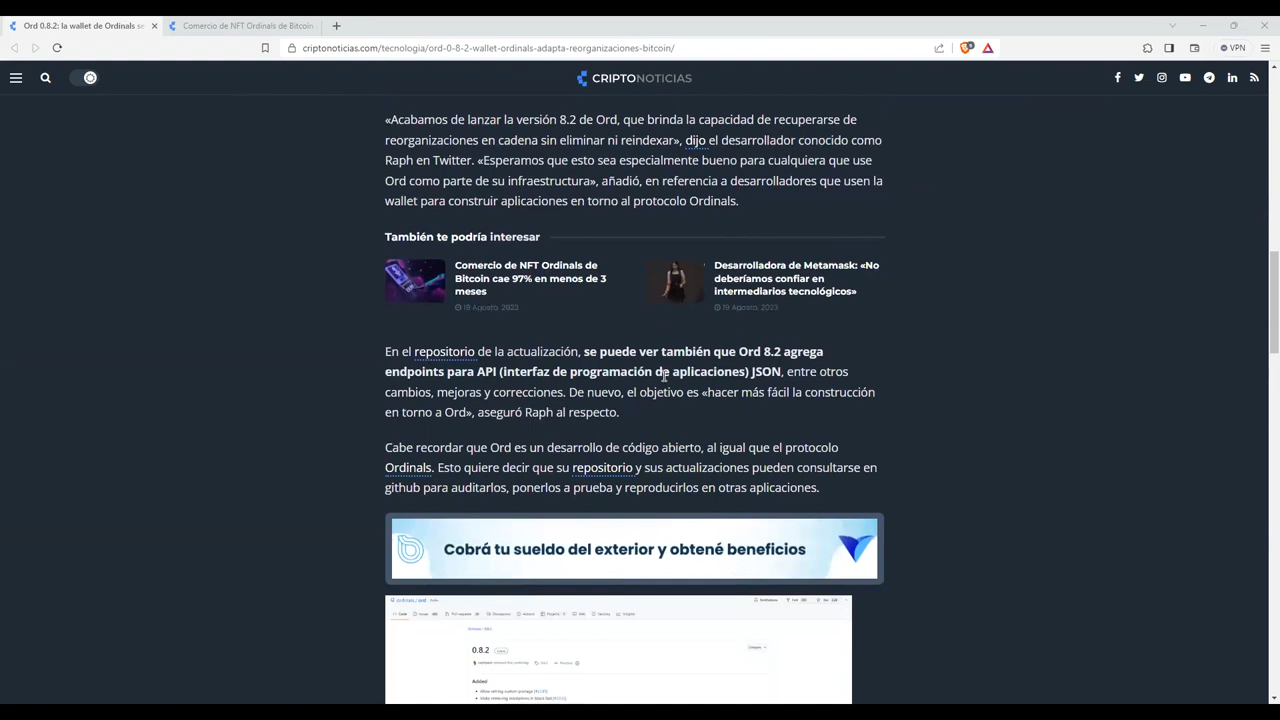 Ord 0.8.2: la wallet de Ordinals se
Comercio de NFT Ordinals de Bitcoin
criptonoticias.com/tecnologia/ord-0-8-2-wallet-ordinals-adapta-reorganizaciones-bitcoin/
VPN
CRIPTONOTICIAS
«Acabamos de lanzar la versión 8.2 de Ord, que brinda la capacidad de recuperarse de
reorganizaciones en cadena sin eliminar ni reindexar», dijo el desarrollador conocido como
Raph en Twitter. «Esperamos que esto sea especialmente bueno para cualquiera que use
Ord como parte de su infraestructura», añadió, en referencia a desarrolladores que usen la
wallet para construir aplicaciones en torno al protocolo Ordinals.
También te podría interesar
Comercio de NFT Ordinals de
Bitcoin cae 97% en menos de 3
meses
19 Agosto, 2023
Desarrolladora de Metamask: «No
deberíamos confiar en
intermediarios tecnológicos»
19 Agosto, 2023
En el repositorio de la actualización, se puede ver también que Ord 8.2 agrega
endpoints para API (interfaz de programación de aplicaciones) JSON, entre otros
cambios, mejoras y correcciones. De nuevo, el objetivo es «hacer más fácil la construcción
en torno a Ord», aseguró Raph al respecto.
Cabe recordar que Ord es un desarrollo de código abierto, al igual que el protocolo
Ordinals. Esto quiere decir que su repositorio y sus actualizaciones pueden consultarse en
github para auditarlos, ponerlos a prueba y reproducirlos en otras aplicaciones.
Cobrá tu sueldo del exterior y obtené beneficios
0.8.2
Added